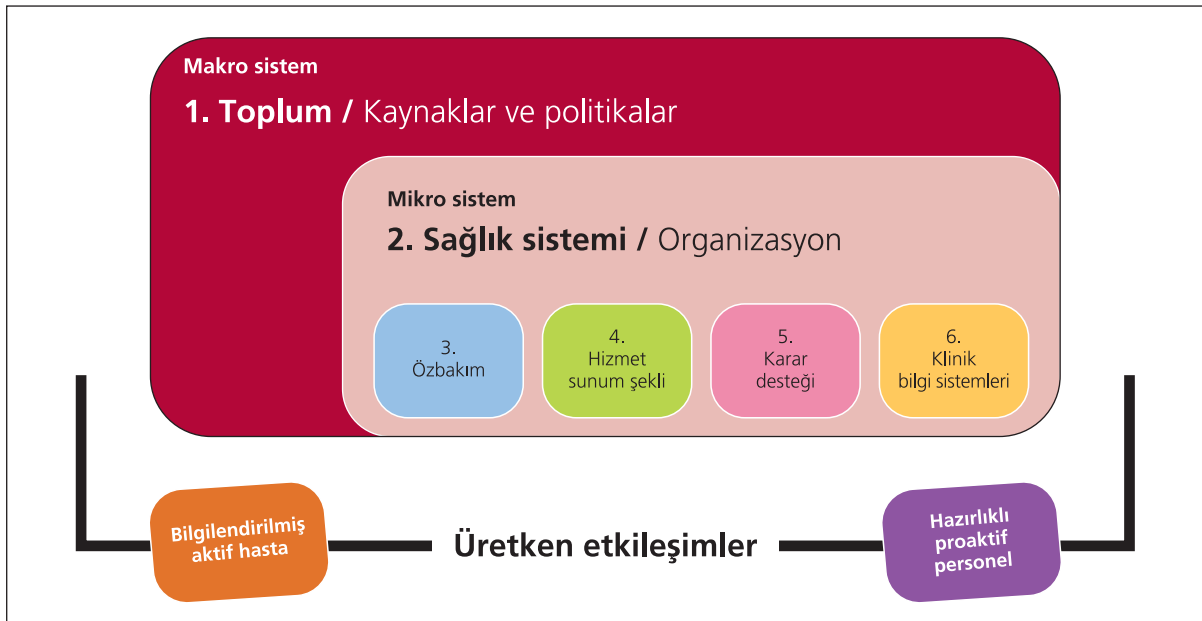 Makro sistem
1. Toplum / Kaynaklar ve politikalar
Mikro sistem
2. Sağlık sistemi / Organizasyon
3.
Özbakım
4.
Hizmet
sunum şekli
5.
Karar
desteği
6.
Klinik
bilgi sistemleri
Bilgilendirilmiş
aktif hasta
Üretken etkileşimler
Hazırlıklı
proaktif
personel